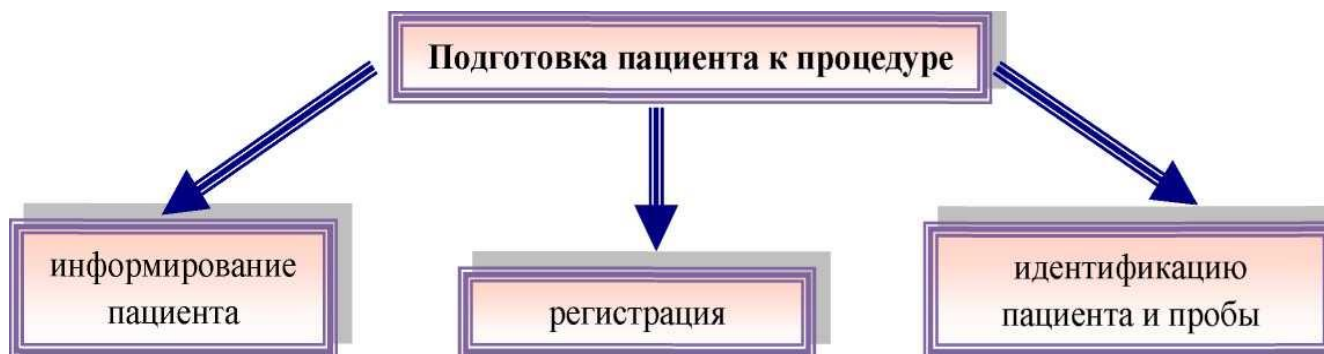 Подготовка пациента к процедуре
информирование
пациента
регистрация
идентификацию
пациента и пробы